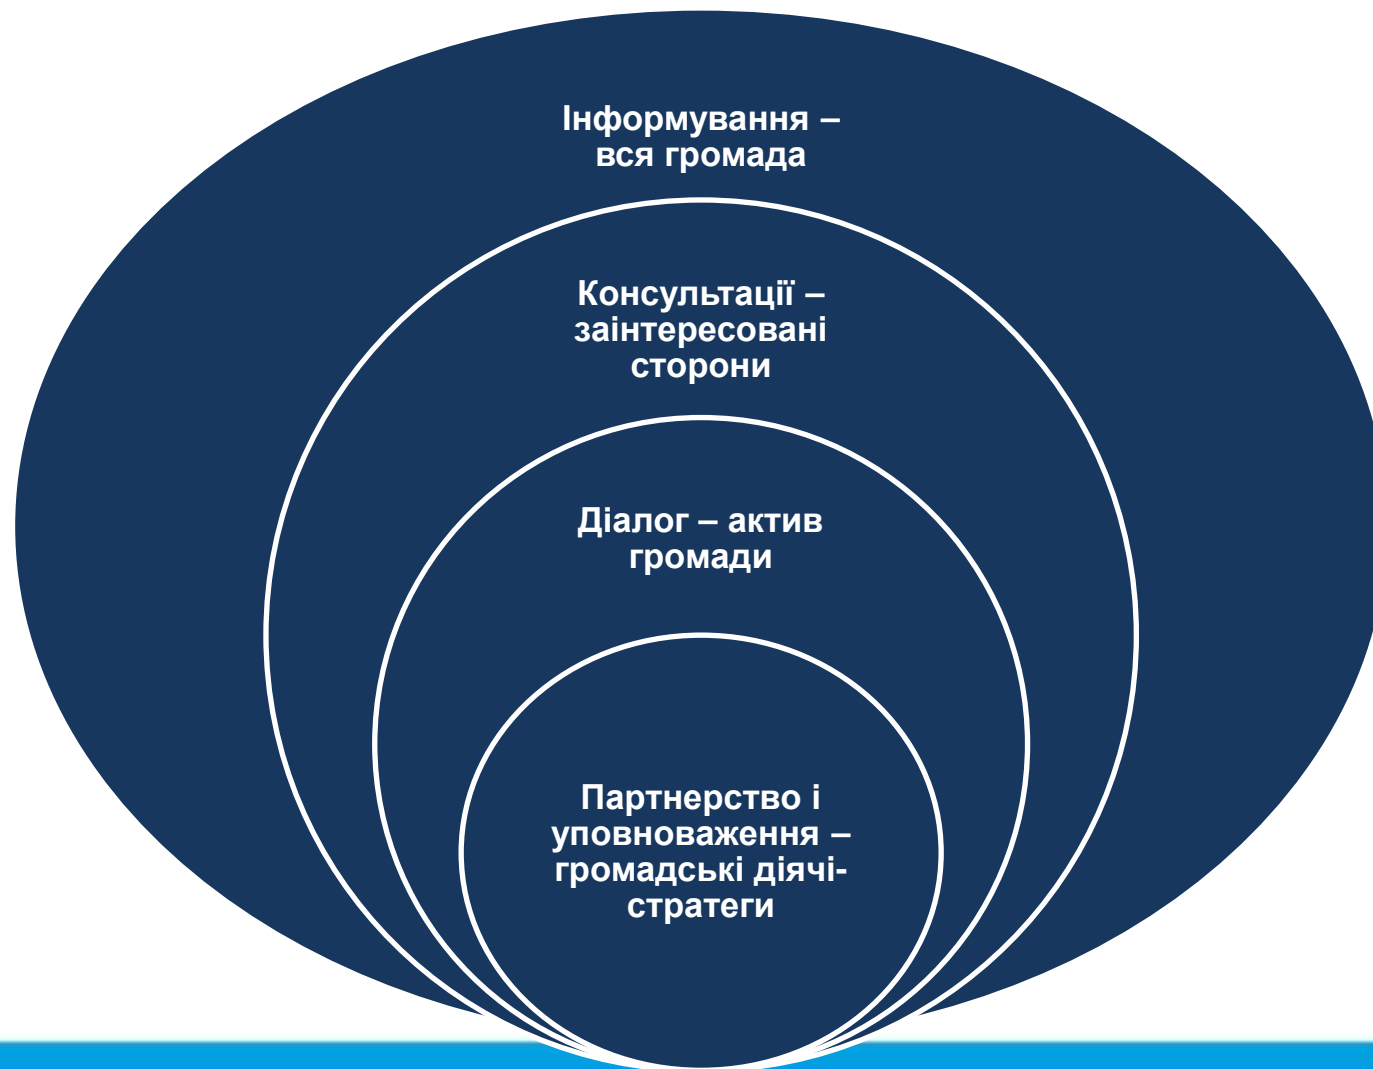 Інформування –
вся громада
Консультації –
заінтересовані
сторони
Діалог – актив
громади
Партнерство і
уповноваження –
громадські діячі-
стратеги